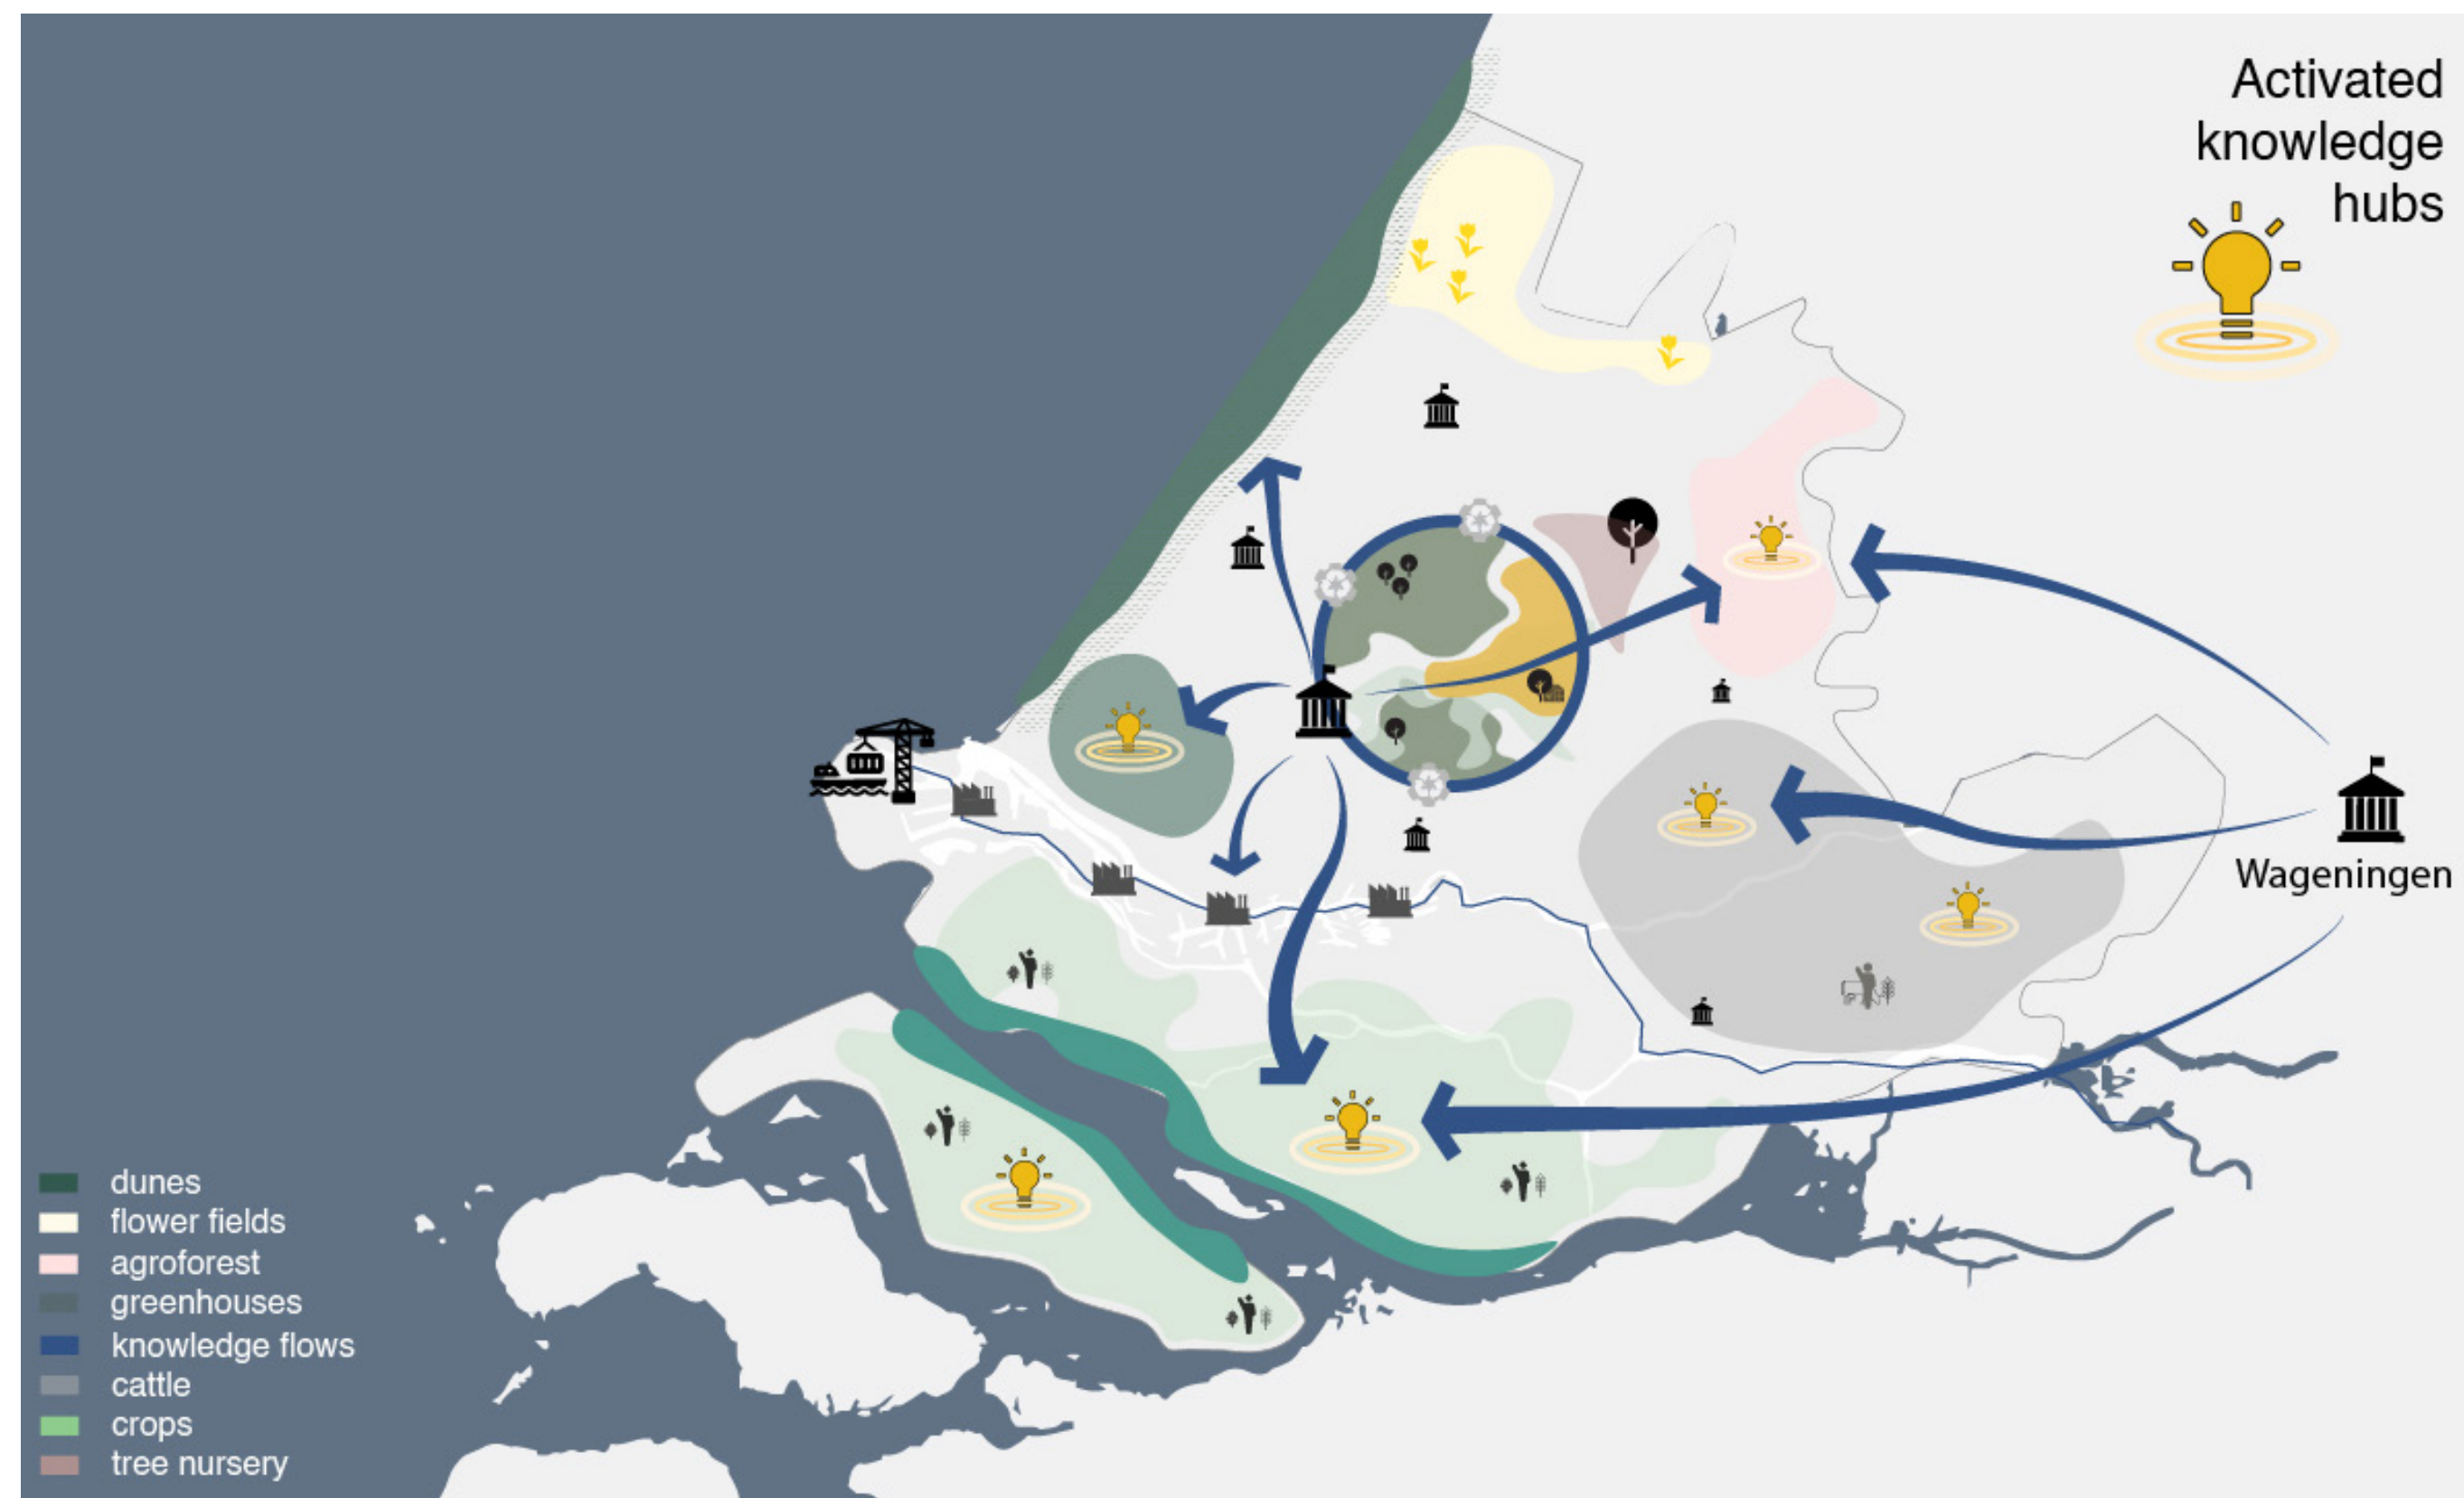 Activated
knowledge
hubs
Wageningen
dunes
flower fields
agroforest
greenhouses
knowledge flows
cattle
crops
tree nursery